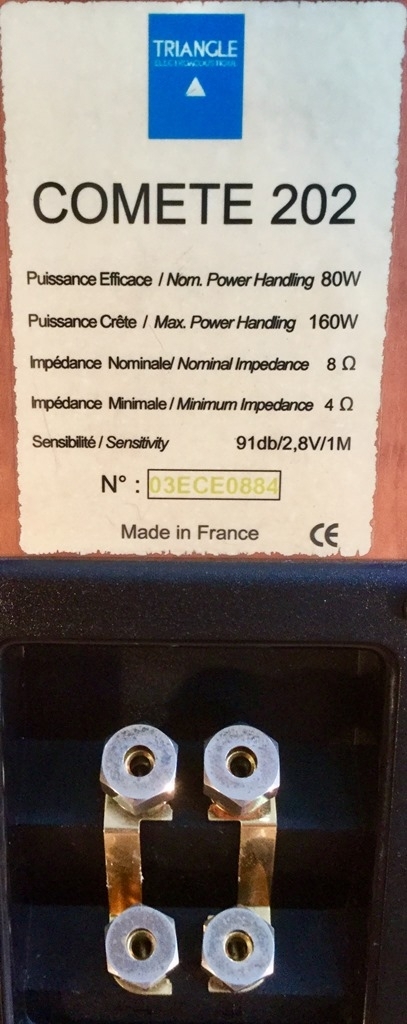 TRIANGLE
ELECTROACOUSTIQUE
COMETE 202
Puissance Efficace / Nom. Power Handling 80W
Puissance Crête / Max. Power Handling 160W
Impédance Nominale/ Nominal Impedance 8 Ω
Impédance Minimale / Minimum Impedance 4 Ω
Sensibilité / Sensitivity 91db/2,8V/1M
N° : 03ECE0884
Made in France CE